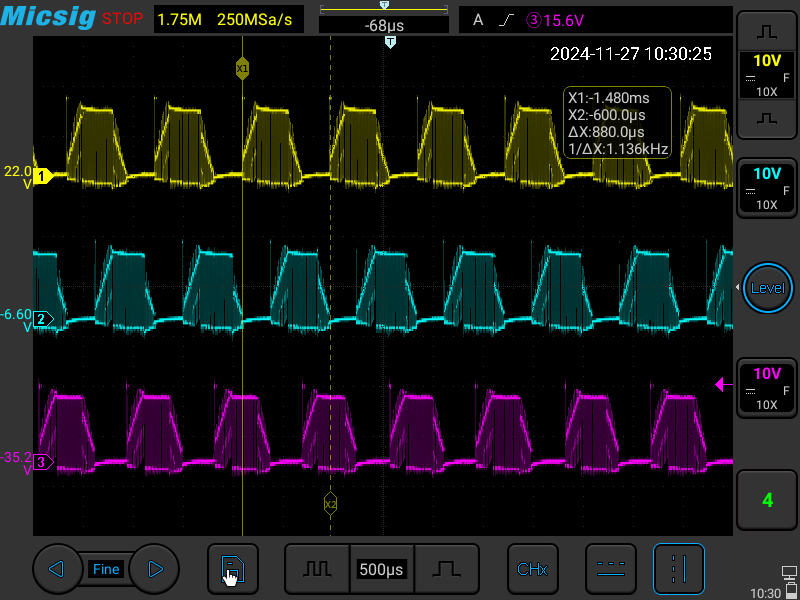 Micsig STOP 1.75M 250MSa/s -68µs A ③15.6V
T
T
2024-11-27 10:30:25
X1
X1:-1.480ms
X2:-600.0µs
ΔX:880.0µs
1/ΔX:1.136kHz
22.0 V 1
-6.60 V 2
-35.2 V 3
X2
10V
F
10X
10V
F
10X
Level
10V
F
10X
4
Fine 500µs CHx
10:30